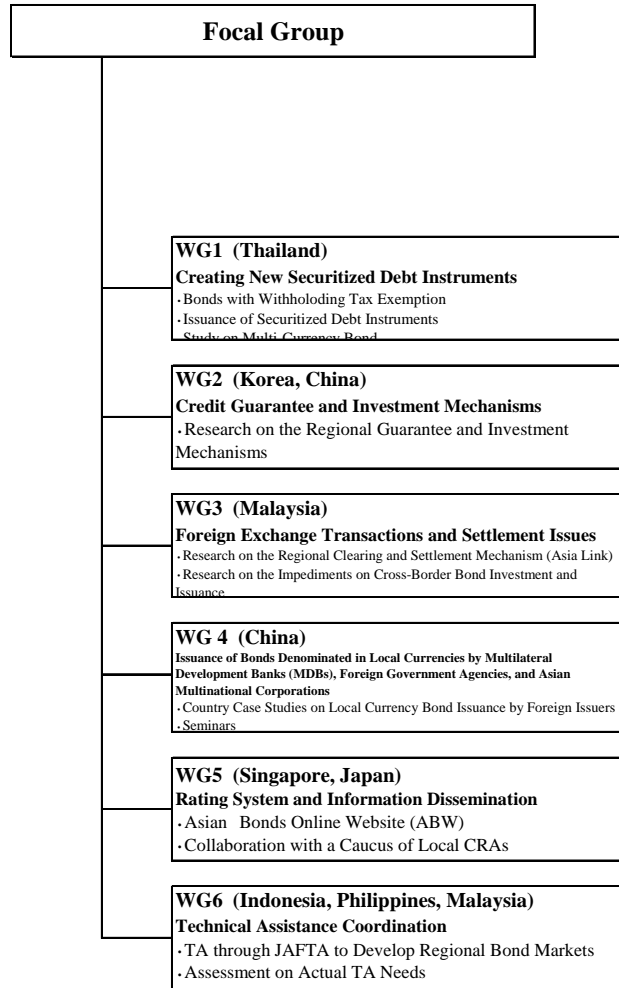 Focal Group
WG1 (Thailand)
Creating New Securitized Debt Instruments
·Bonds with Withholoding Tax Exemption
·Issuance of Securitized Debt Instruments
·Study on Multi-Currency Bond
WG2 (Korea, China)
Credit Guarantee and Investment Mechanisms
·Research on the Regional Guarantee and Investment
Mechanisms
WG3 (Malaysia)
Foreign Exchange Transactions and Settlement Issues
·Research on the Regional Clearing and Settlement Mechanism (Asia Link)
·Research on the Impediments on Cross-Border Bond Investment and
Issuance
WG 4 (China)
Issuance of Bonds Denominated in Local Currencies by Multilateral
Development Banks (MDBs), Foreign Government Agencies, and Asian
Multinational Corporations
·Country Case Studies on Local Currency Bond Issuance by Foreign Issuers
·Seminars
WG5 (Singapore, Japan)
Rating System and Information Dissemination
·Asian Bonds Online Website (ABW)
·Collaboration with a Caucus of Local CRAs
WG6 (Indonesia, Philippines, Malaysia)
Technical Assistance Coordination
·TA through JAFTA to Develop Regional Bond Markets
·Assessment on Actual TA Needs